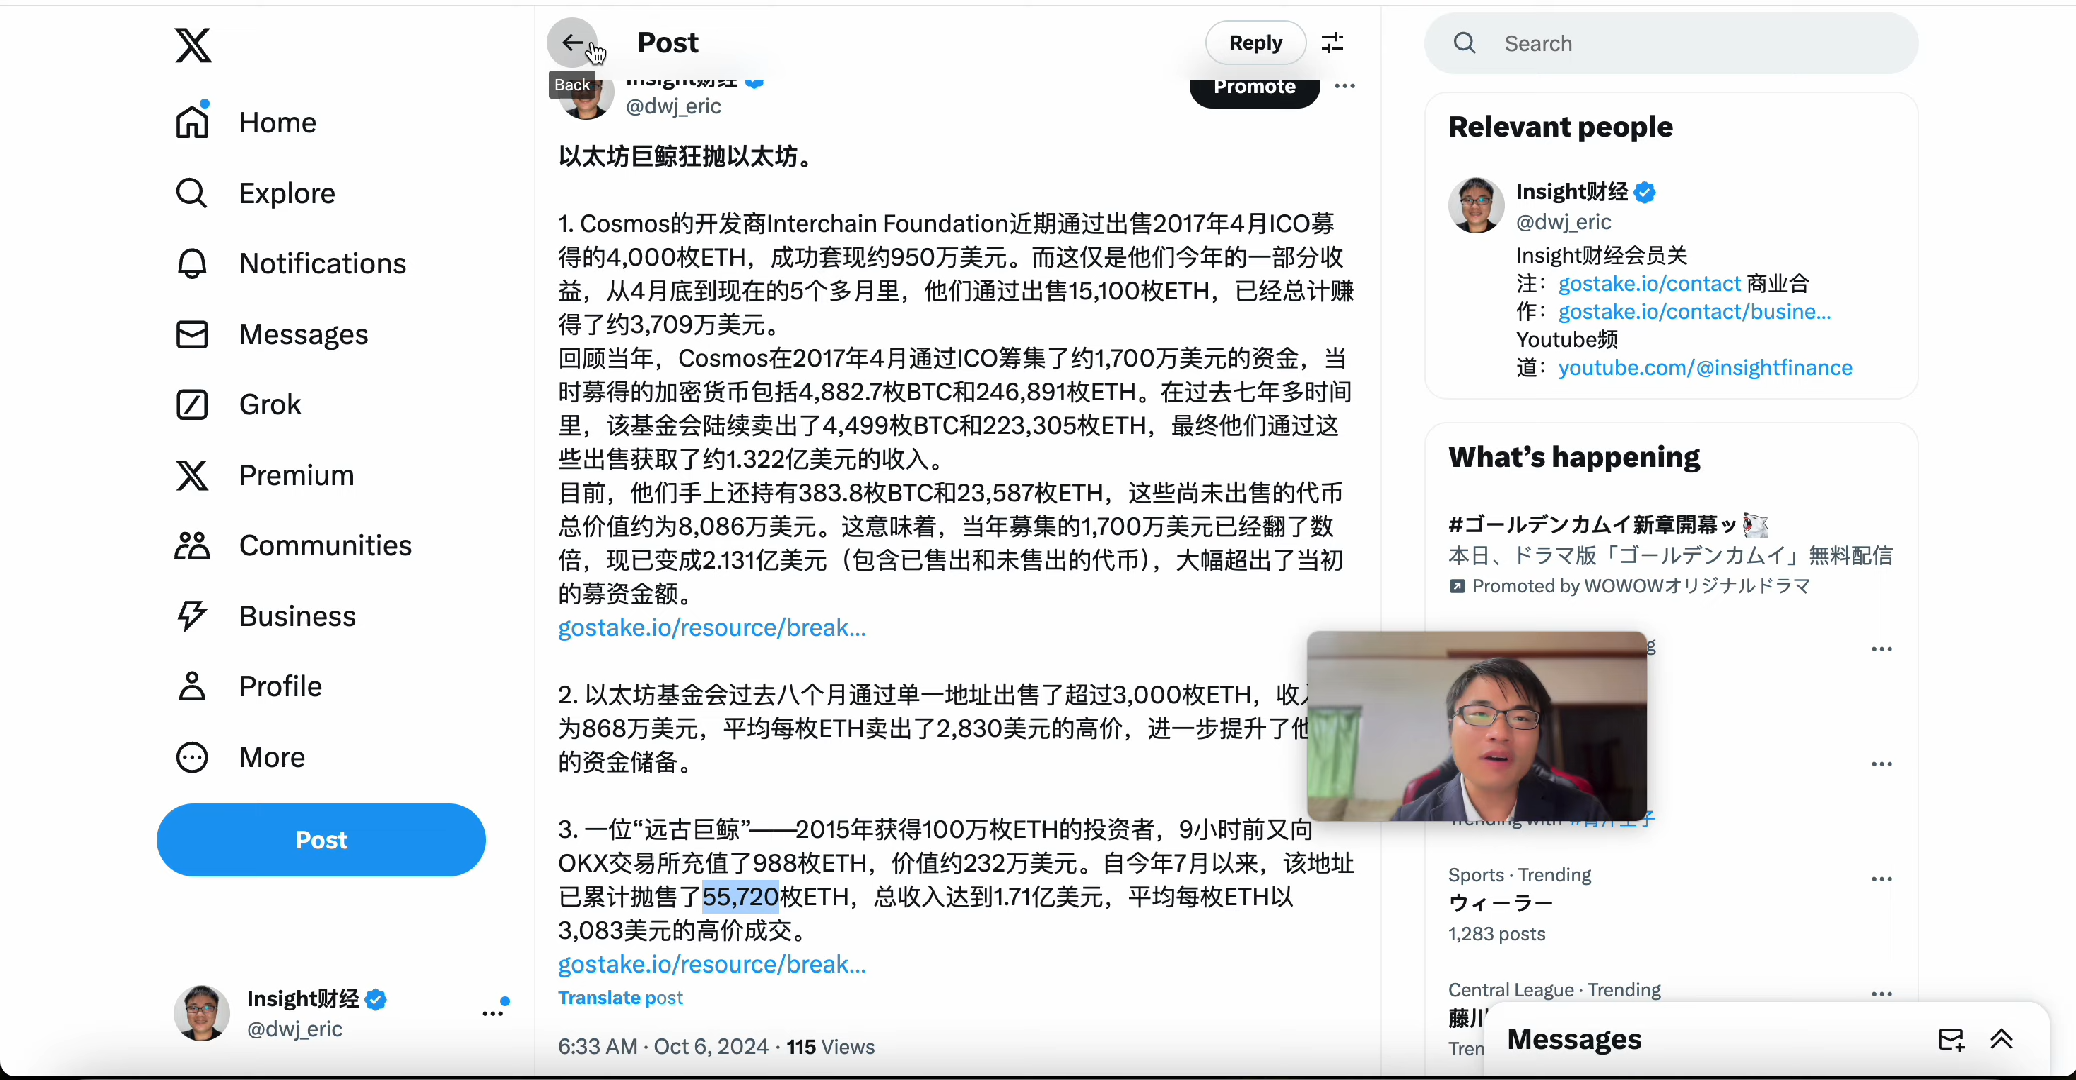 Home
Explore
Notifications
Messages
Grok
Premium
Communities
Business
Profile
More
Post
Insight财经
@dwj_eric
Post
Reply
Back
Insight财经
@dwj_eric
Promote
以太坊巨鲸狂抛以太坊。
1. Cosmos的开发商Interchain Foundation近期通过出售2017年4月ICO募
得的4,000枚ETH，成功套现约950万美元。而这仅是他们今年的一部分收
益，从4月底到现在的5个多月里，他们通过出售15,100枚ETH，已经总计赚
得了约3,709万美元。
回顾当年，Cosmos在2017年4月通过ICO筹集了约1,700万美元的资金，当
时募得的加密货币包括4,882.7枚BTC和246,891枚ETH。在过去七年多时间
里，该基金会陆续卖出了4,499枚BTC和223,305枚ETH，最终他们通过这
些出售获取了约1.322亿美元的收入。
目前，他们手上还持有383.8枚BTC和23,587枚ETH，这些尚未出售的代币
总价值约为8,086万美元。这意味着，当年募集的1,700万美元已经翻了数
倍，现已变成2.131亿美元（包含已售出和未售出的代币），大幅超出了当初
的募资金额。
gostake.io/resource/break...
2. 以太坊基金会过去八个月通过单一地址出售了超过3,000枚ETH，收
为868万美元，平均每枚ETH卖出了2,830美元的高价，进一步提升了他
的资金储备。
3. 一位“远古巨鲸”——2015年获得100万枚ETH的投资者，9小时前又向
OKX交易所充值了988枚ETH，价值约232万美元。自今年7月以来，该地址
已累计抛售了55,720枚ETH，总收入达到1.71亿美元，平均每枚ETH以
3,083美元的高价成交。
gostake.io/resource/break...
Translate post
6:33 AM · Oct 6, 2024 · 115 Views
Search
Relevant people
Insight财经
@dwj_eric
Insight财经会员关
注：gostake.io/contact 商业合
作：gostake.io/contact/busine...
Youtube频
道：youtube.com/@insightfinance
What's happening
#ゴールデンカムイ新章開幕ッ
本日、ドラマ版「ゴールデンカムイ」無料配信
Promoted by WOWOWオリジナルドラマ
Trending with
Sports · Trending
ウィーラー
1,283 posts
Central League · Trending
藤川
Tren
Messages